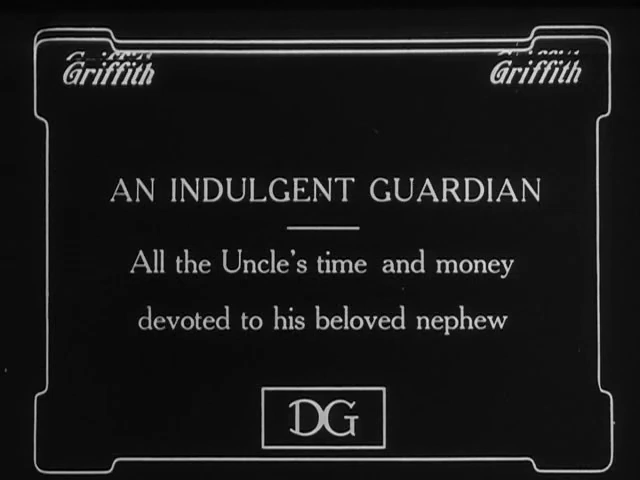 Griffith Griffith
AN INDULGENT GUARDIAN
All the Uncle's time and money
devoted to his beloved nephew
DG